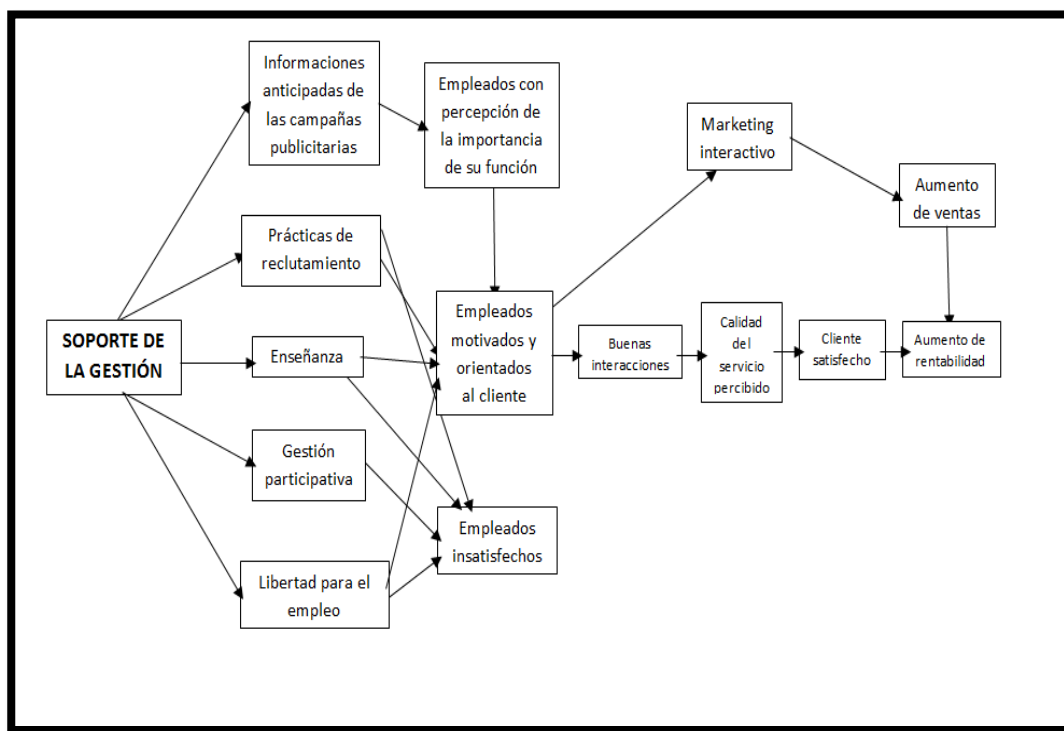 Informaciones
anticipadas de
las campañas
publicitarias
Empleados con
percepción de
la importancia
de su función
Marketing
interactivo
Aumento
de ventas
Prácticas de
reclutamiento
SOPORTE DE
LA GESTIÓN
Enseñanza
Empleados
motivados y
orientados
al cliente
Buenas
interacciones
Calidad
del
servicio
percibido
Cliente
satisfecho
Aumento de
rentabilidad
Gestión
participativa
Empleados
insatisfechos
Libertad para el
empleo